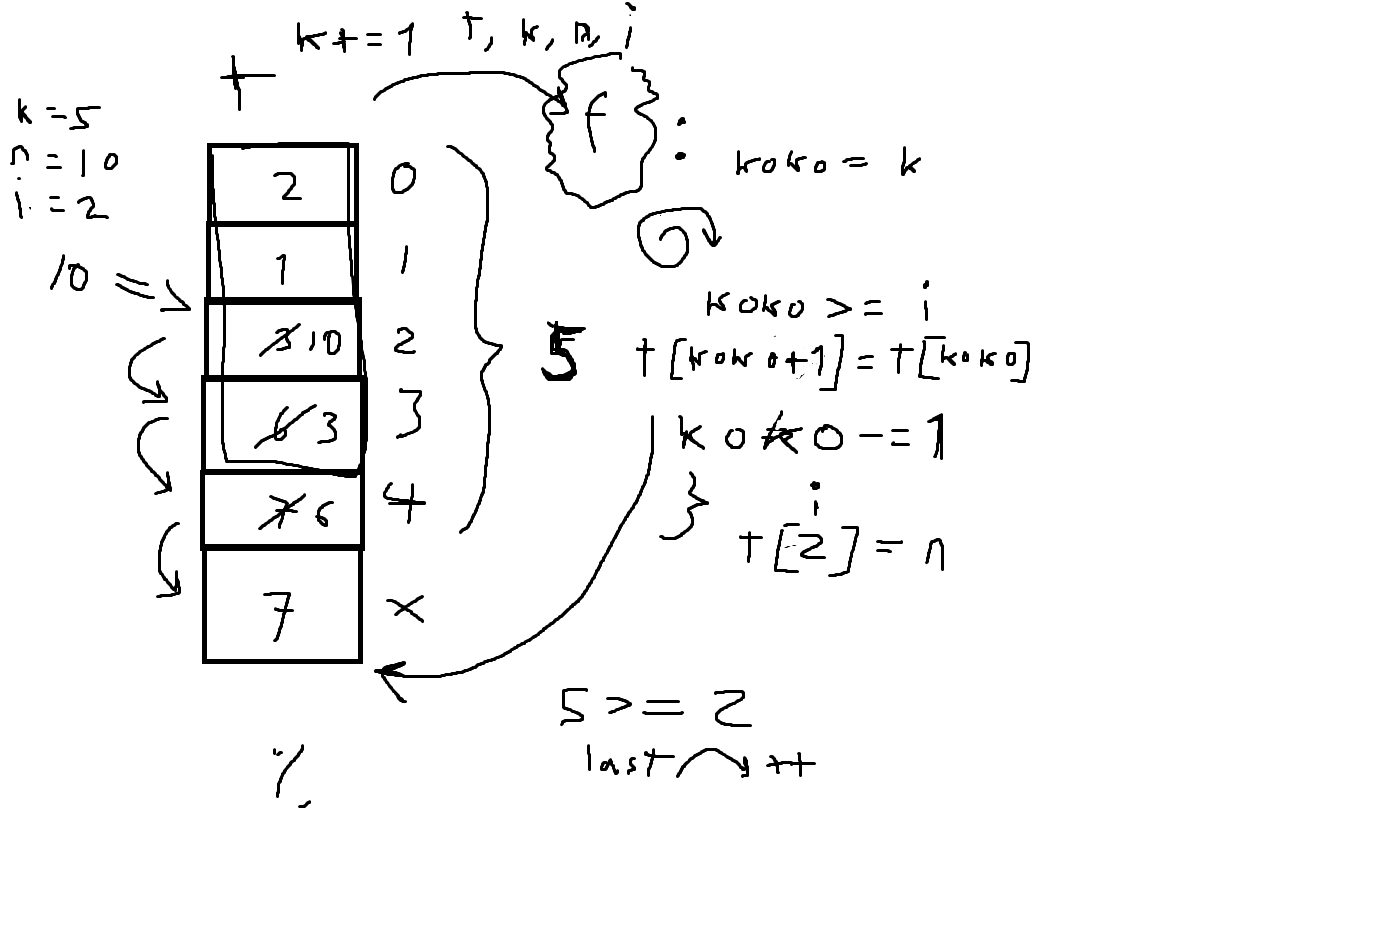 k+=1 t, k, n, i
t
k=5
n=10
i=2
f :
koko = k
2 0
1 1
10 =>
3 10 2
6 3 3
7 6 4
7 x
5
koko >= i
t[koko+1]=t[koko]
koko-=1
}
i
t[2]=n
5>=2
last ++